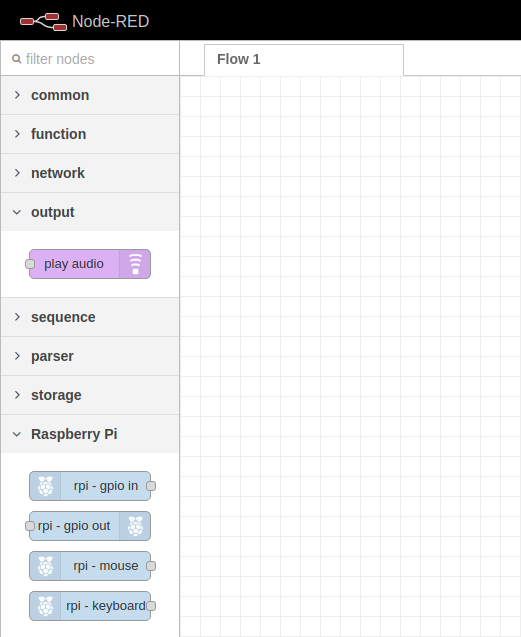 Node-RED
filter nodes
Flow 1
common
function
network
output
play audio
sequence
parser
storage
Raspberry Pi
rpi - gpio in
rpi - gpio out
rpi - mouse
rpi - keyboard